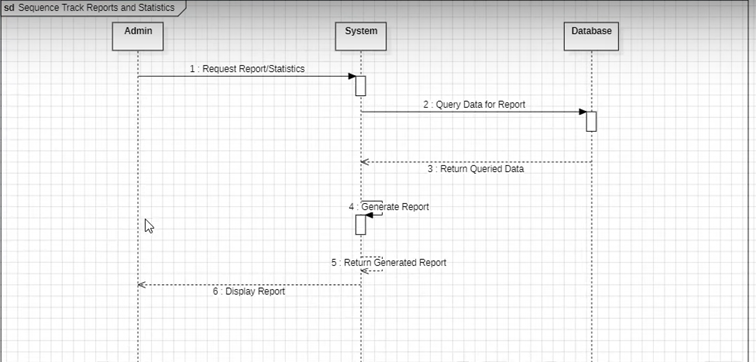 sd Sequence Track Reports and Statistics
Admin
System
Database
1 : Request Report/Statistics
2 : Query Data for Report
3 : Return Queried Data
4 : Generate Report
5 : Return Generated Report
6 : Display Report